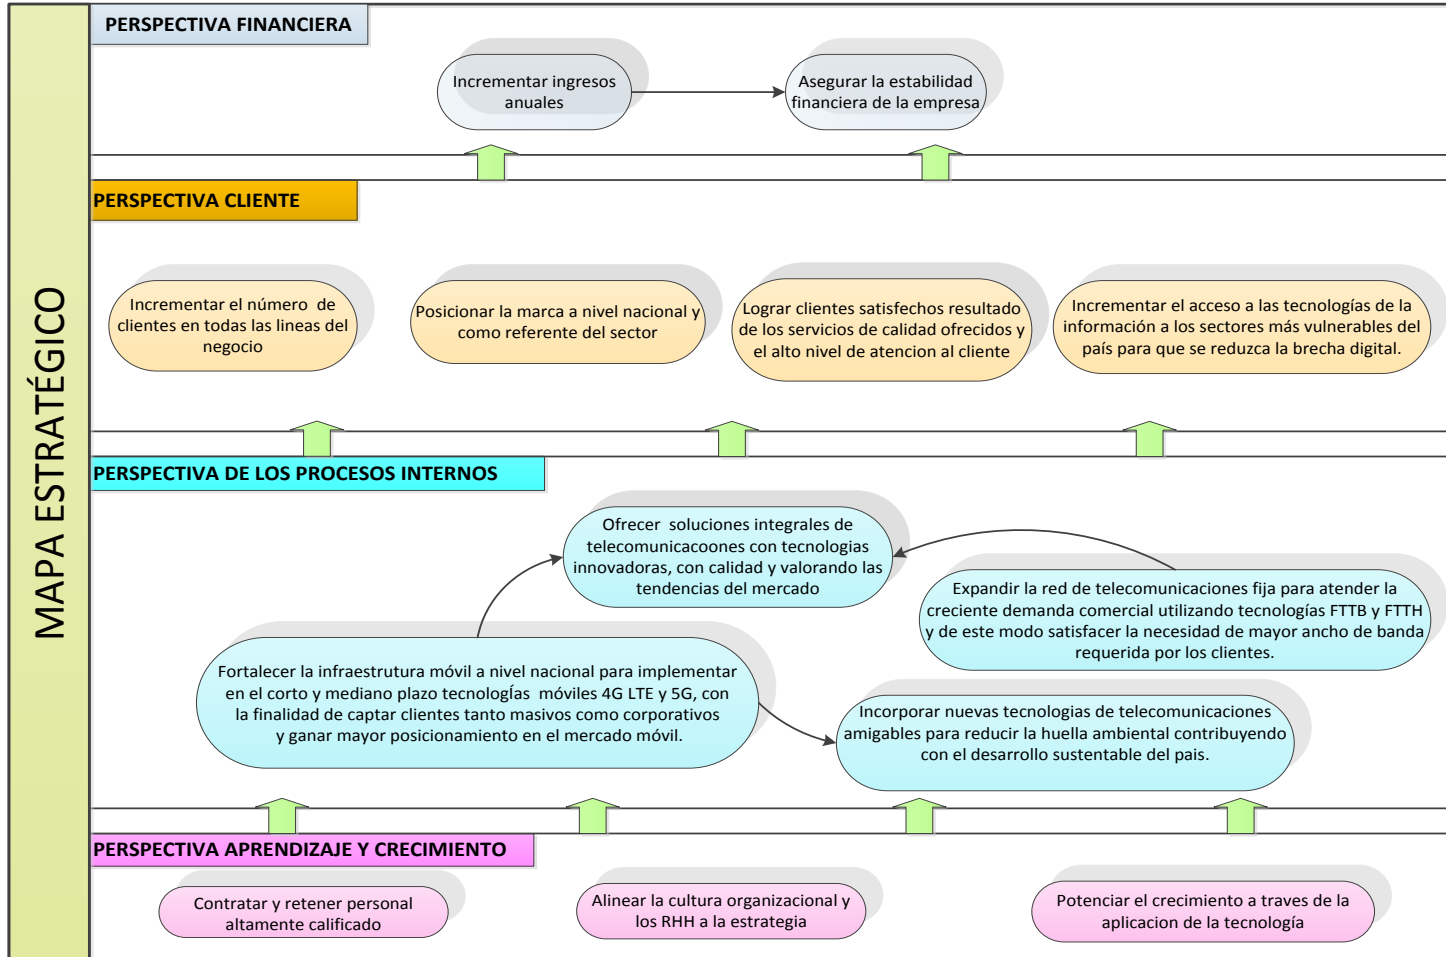 MAPA ESTRATÉGICO
PERSPECTIVA FINANCIERA
Incrementar ingresos
anuales
Asegurar la estabilidad
financiera de la empresa
PERSPECTIVA CLIENTE
Incrementar el número de
clientes en todas las lineas del
negocio
Posicionar la marca a nivel nacional y
como referente del sector
Lograr clientes satisfechos resultado
de los servicios de calidad ofrecidos y
el alto nivel de atencion al cliente
Incrementar el acceso a las tecnologías de la
información a los sectores más vulnerables del
país para que se reduzca la brecha digital.
PERSPECTIVA DE LOS PROCESOS INTERNOS
Ofrecer soluciones integrales de
telecomunicacoones con tecnologias
innovadoras, con calidad y valorando las
tendencias del mercado
Expandir la red de telecomunicaciones fija para atender la
creciente demanda comercial utilizando tecnologías FTTB y FTTH
y de este modo satisfacer la necesidad de mayor ancho de banda
requerida por los clientes.
Fortalecer la infraestrutura móvil a nivel nacional para implementar
en el corto y mediano plazo tecnologías móviles 4G LTE y 5G, con
la finalidad de captar clientes tanto masivos como corporativos
y ganar mayor posicionamiento en el mercado móvil.
Incorporar nuevas tecnologias de telecomunicaciones
amigables para reducir la huella ambiental contribuyendo
con el desarrollo sustentable del pais.
PERSPECTIVA APRENDIZAJE Y CRECIMIENTO
Contratar y retener personal
altamente calificado
Alinear la cultura organizacional y
los RHH a la estrategia
Potenciar el crecimiento a traves de la
aplicacion de la tecnología